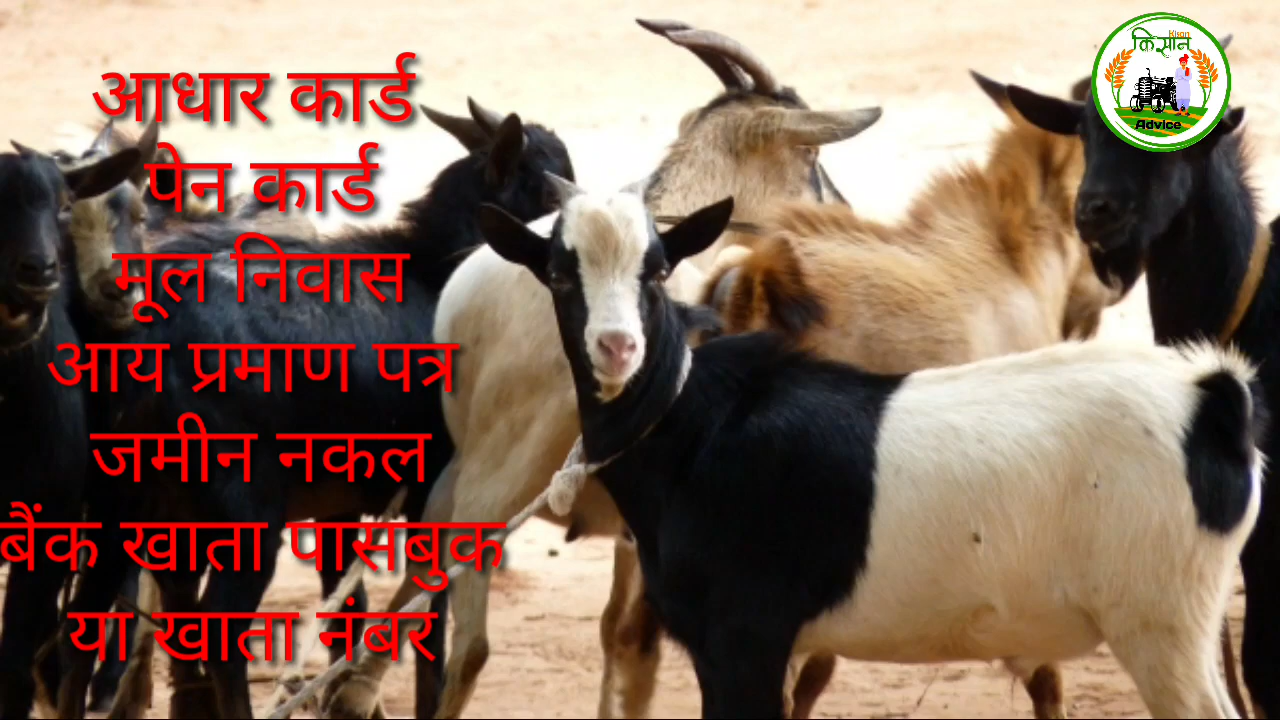 आधार कार्ड
पेन कार्ड
मूल निवास
आय प्रमाण पत्र
जमीन नकल
बैंक खाता पासबुक
या खाता नंबर
Kisan
किसान
Advice